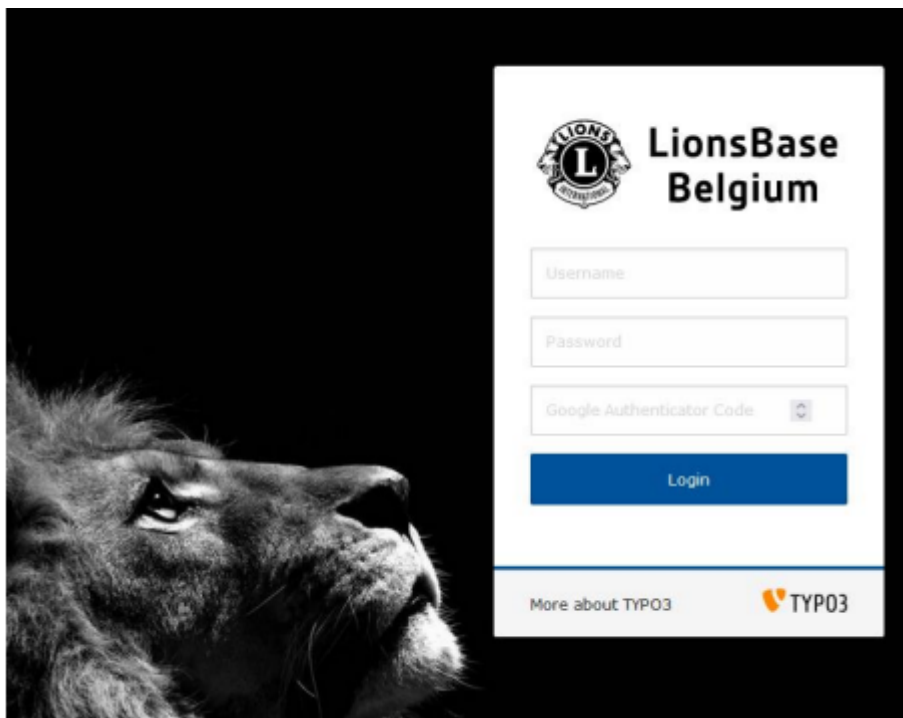 LIONS
L
INTERNATIONAL
LionsBase
Belgium
Username
Password
Google Authenticator Code
Login
More about TYPO3
TYPO3